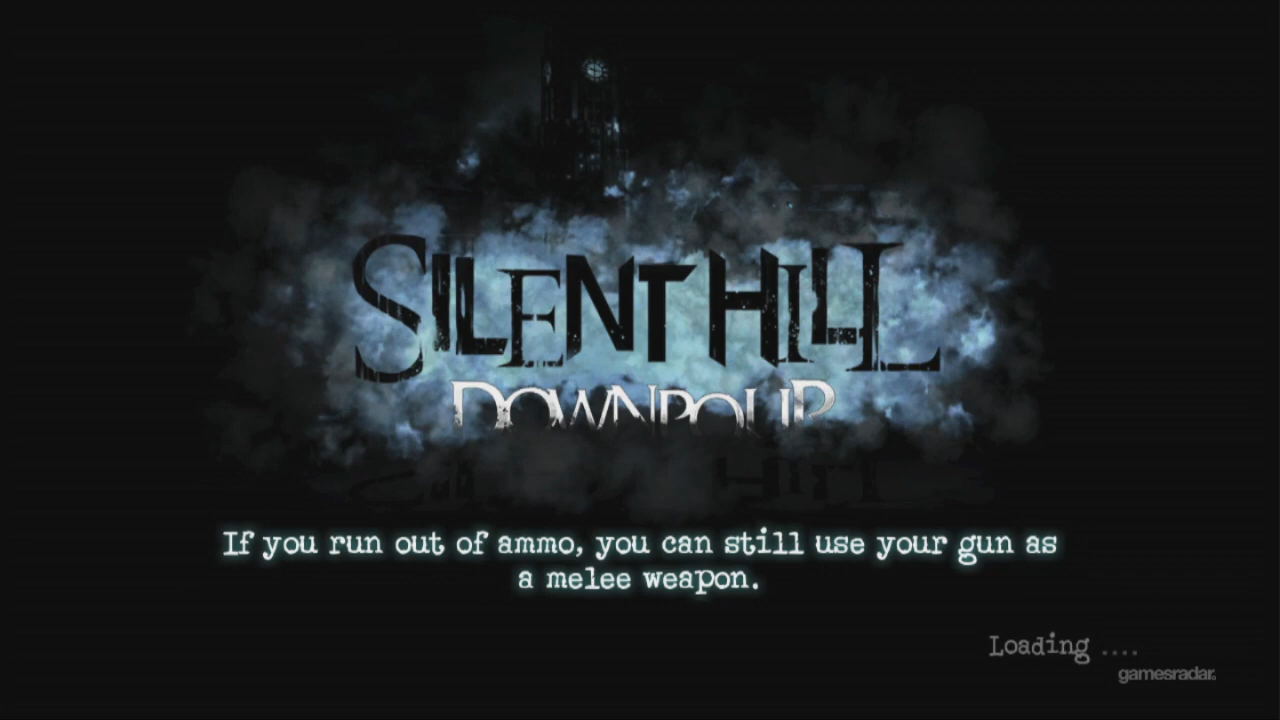 SILENT HILL
DOWNPOUR
If you run out of ammo, you can still use your gun as
a melee weapon.
Loading ....
gamesradar.